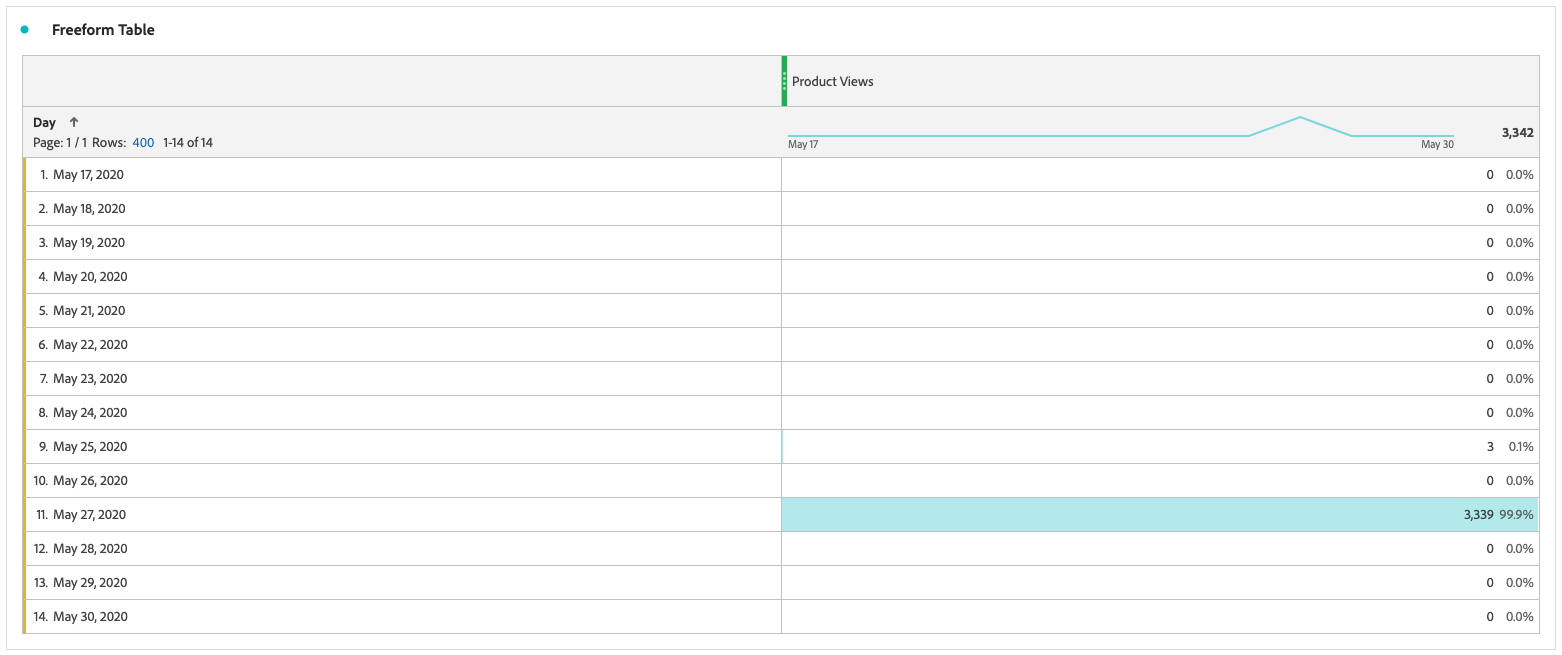 Freeform Table
Product Views
Day ↑
Page: 1 / 1 Rows: 400 1-14 of 14
May 17 May 30 3,342
1. May 17, 2020 0 0.0%
2. May 18, 2020 0 0.0%
3. May 19, 2020 0 0.0%
4. May 20, 2020 0 0.0%
5. May 21, 2020 0 0.0%
6. May 22, 2020 0 0.0%
7. May 23, 2020 0 0.0%
8. May 24, 2020 0 0.0%
9. May 25, 2020 3 0.1%
10. May 26, 2020 0 0.0%
11. May 27, 2020 3,339 99.9%
12. May 28, 2020 0 0.0%
13. May 29, 2020 0 0.0%
14. May 30, 2020 0 0.0%